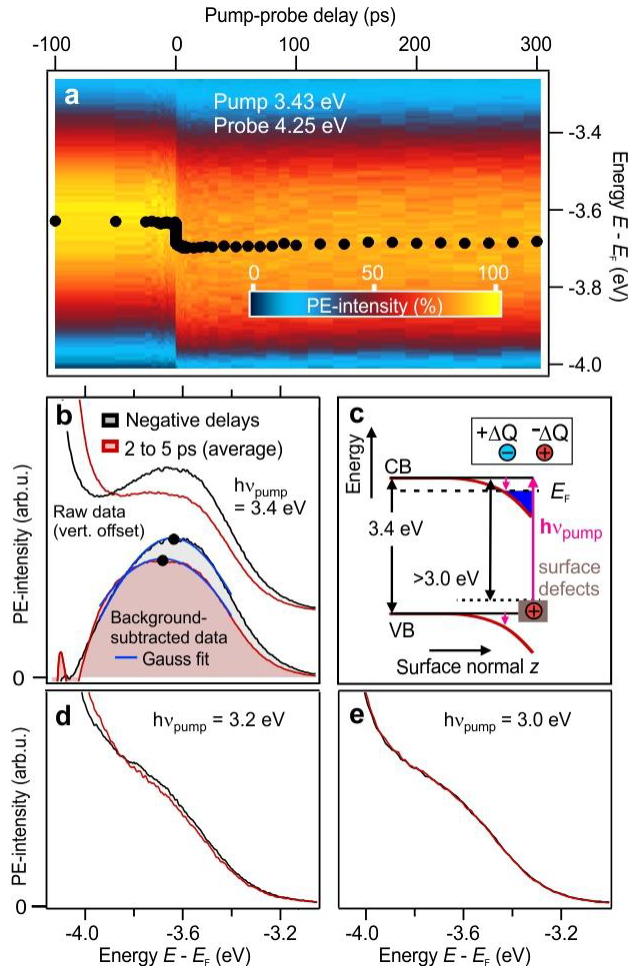 Pump-probe delay (ps)
-100 0 100 200 300
a
Pump 3.43 eV
Probe 4.25 eV
-3.4
-3.6
-3.8
-4.0
Energy E - E_F (eV)
0 50 100
PE-intensity (%)
b
Negative delays
2 to 5 ps (average)
hν_pump
= 3.4 eV
Raw data
(vert. offset)
Background-
subtracted data
Gauss fit
PE-intensity (arb.u.)
0
c
+ΔQ -ΔQ
− +
Energy
CB
E_F
3.4 eV
hν_pump
>3.0 eV
surface
defects
+
VB
Surface normal z
d
hν_pump = 3.2 eV
PE-intensity (arb.u.)
0
-4.0 -3.6 -3.2
Energy E - E_F (eV)
e
hν_pump = 3.0 eV
-4.0 -3.6 -3.2
Energy E - E_F (eV)